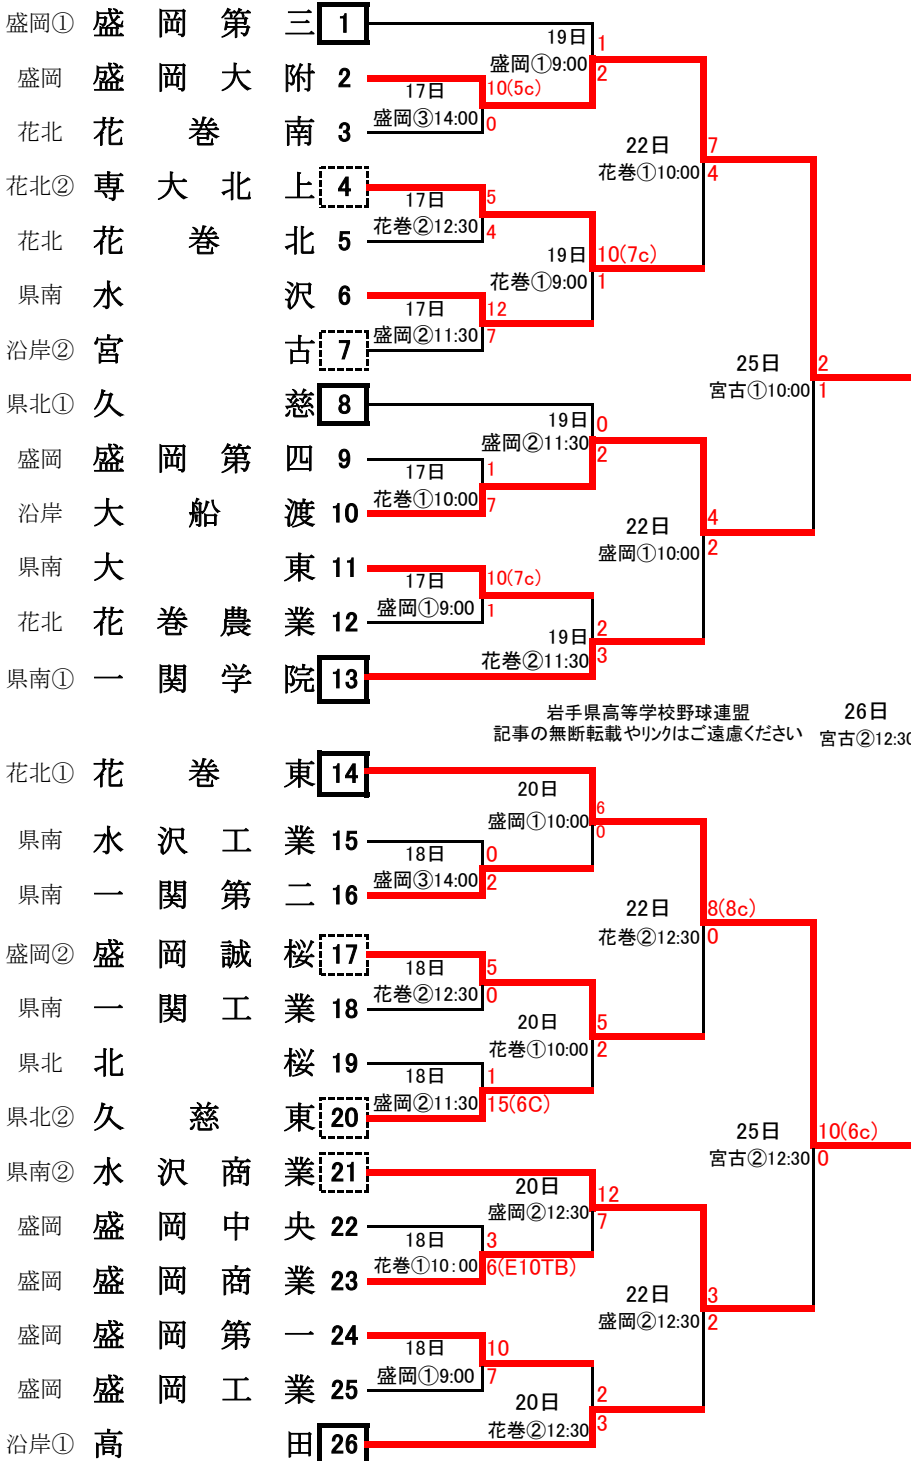 盛岡① 盛岡第三 1
19日 1
盛岡①9:00 2
盛岡 盛岡大附 2
17日 10(5c)
盛岡③14:00 0
花北 花巻南 3
22日 7
花巻①10:00 4
花北② 専大北上 4
17日 5
花巻②12:30 4
花北 花巻北 5
19日 10(7c)
花巻①9:00 1
県南 水沢 6
17日 12
盛岡②11:30 7
沿岸② 宮古 7
25日 2
宮古①10:00 1
県北① 久慈 8
19日 0
盛岡②11:30 2
盛岡 盛岡第四 9
17日 1
花巻①10:00 7
沿岸 大船渡 10
22日 4
盛岡①10:00 2
県南 大東 11
17日 10(7c)
盛岡①9:00 1
花北 花巻農業 12
19日 2
花巻②11:30 3
県南① 一関学院 13
岩手県高等学校野球連盟
記事の無断転載やリンクはご遠慮ください
26日
宮古②12:30
花北① 花巻東 14
20日 6
盛岡①10:00 0
県南 水沢工業 15
18日 0
盛岡③14:00 2
県南 一関第二 16
22日 8(8c)
花巻②12:30 0
盛岡② 盛岡誠桜 17
18日 5
花巻②12:30 0
県南 一関工業 18
20日 5
花巻①10:00 2
県北 北桜 19
18日 1
盛岡②11:30 15(6C)
県北② 久慈東 20
25日 10(6c)
宮古②12:30 0
県南② 水沢商業 21
20日 12
盛岡②12:30 7
盛岡 盛岡中央 22
18日 3
花巻①10:00 6(E10TB)
盛岡 盛岡商業 23
22日 3
盛岡②12:30 2
盛岡 盛岡第一 24
18日 10
盛岡①9:00 7
盛岡 盛岡工業 25
20日 2
花巻②12:30 3
沿岸① 高田 26